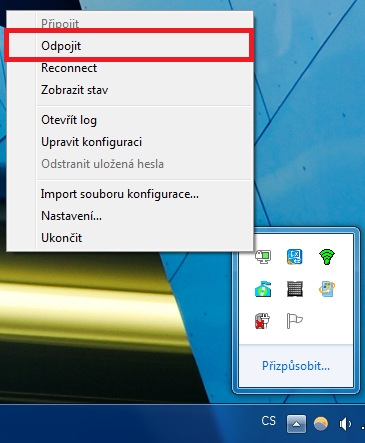 Připojit
Odpojit
Reconnect
Zobrazit stav
Otevřít log
Upravit konfiguraci
Odstranit uložená hesla
Import souboru konfigurace...
Nastavení...
Ukončit
Přizpůsobit...
CS